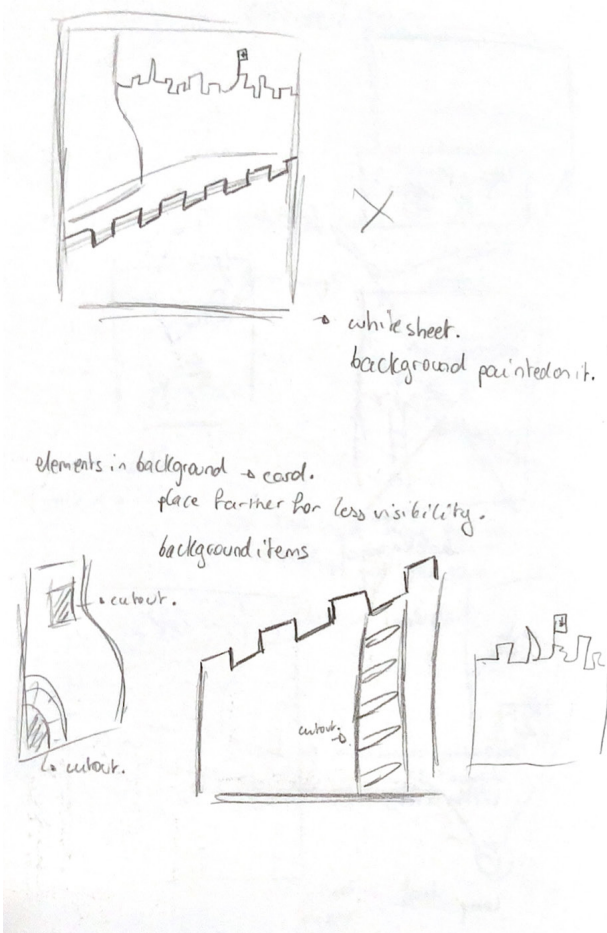 white sheet.
background painted on it.
elements in background → card.
place farther for less visibility.
background items
cutout.
cutout.
cutout.